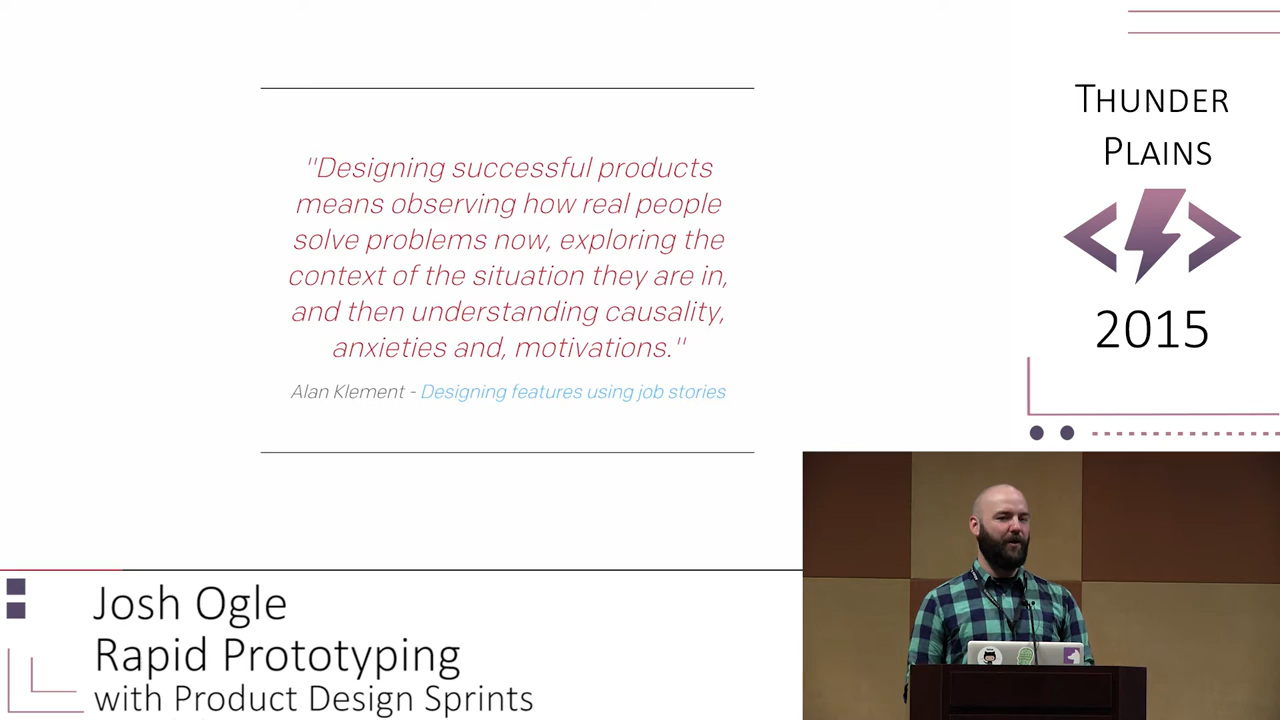 "Designing successful products
means observing how real people
solve problems now, exploring the
context of the situation they are in,
and then understanding causality,
anxieties and, motivations."
Alan Klement - Designing features using job stories
THUNDER
PLAINS
2015
Josh Ogle
Rapid Prototyping
with Product Design Sprints